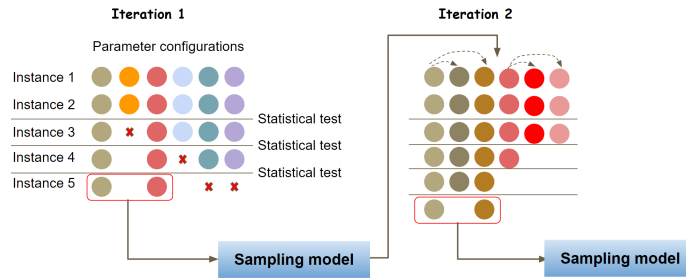 Iteration 1
Iteration 2
Parameter configurations
Instance 1
Instance 2
Statistical test
Instance 3
Statistical test
Instance 4
Statistical test
Instance 5
Sampling model
Sampling model